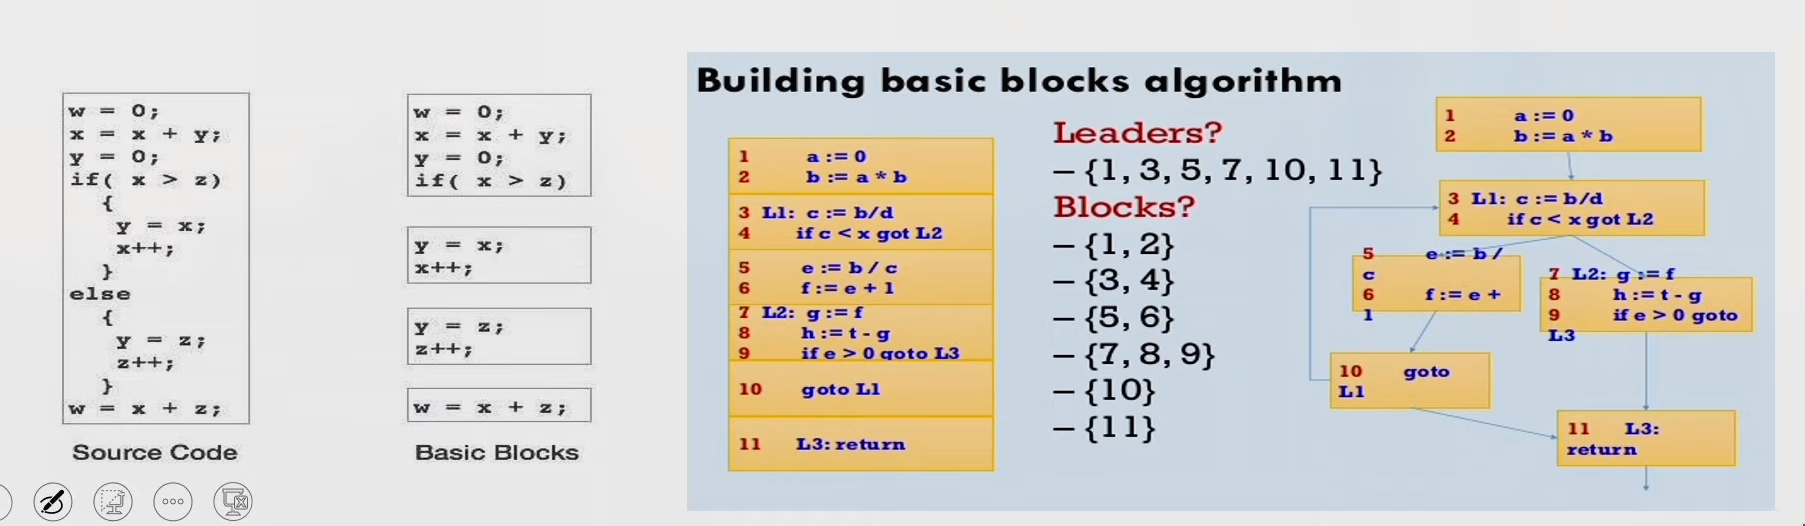 w = 0;
x = x + y;
y = 0;
if( x > z)
{
y = x;
x++;
}
else
{
y = z;
z++;
}
w = x + z;
Source Code
w = 0;
x = x + y;
y = 0;
if( x > z)
y = x;
x++;
y = z;
z++;
w = x + z;
Basic Blocks
Building basic blocks algorithm
1 a := 0
2 b := a * b
3 L1: c := b/d
4 if c < x got L2
5 e := b / c
6 f := e + 1
7 L2: g := f
8 h := t - g
9 if e > 0 goto L3
10 goto L1
11 L3: return
Leaders?
– {1, 3, 5, 7, 10, 11}
Blocks?
– {1, 2}
– {3, 4}
– {5, 6}
– {7, 8, 9}
– {10}
– {11}
1 a := 0
2 b := a * b
3 L1: c := b/d
4 if c < x got L2
5 e := b /
c
6 f := e +
1
7 L2: g := f
8 h := t - g
9 if e > 0 goto
L3
10 goto
L1
11 L3:
return